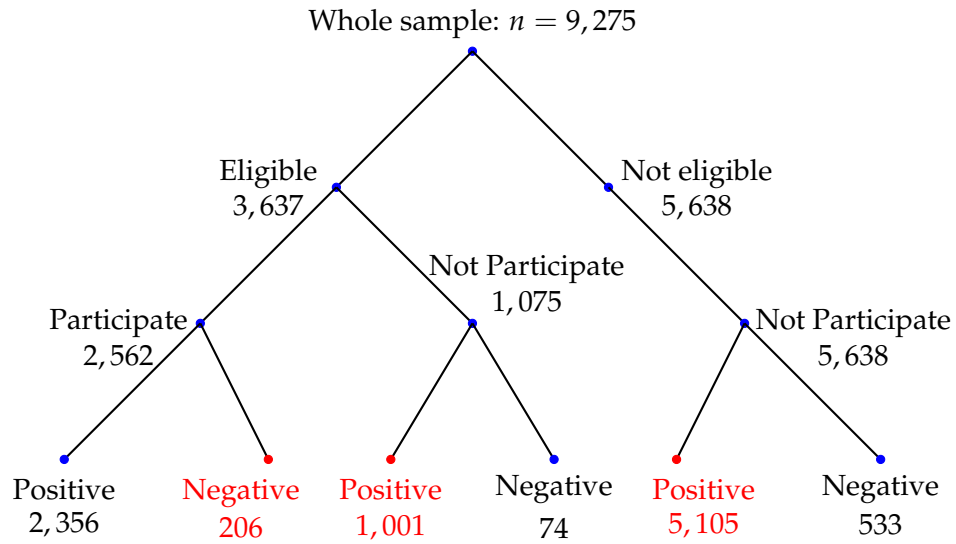 Whole sample: n = 9, 275
Eligible
3, 637
Not eligible
5, 638
Not Participate
1, 075
Participate
2, 562
Not Participate
5, 638
Positive
2, 356
Negative
206
Positive
1, 001
Negative
74
Positive
5, 105
Negative
533